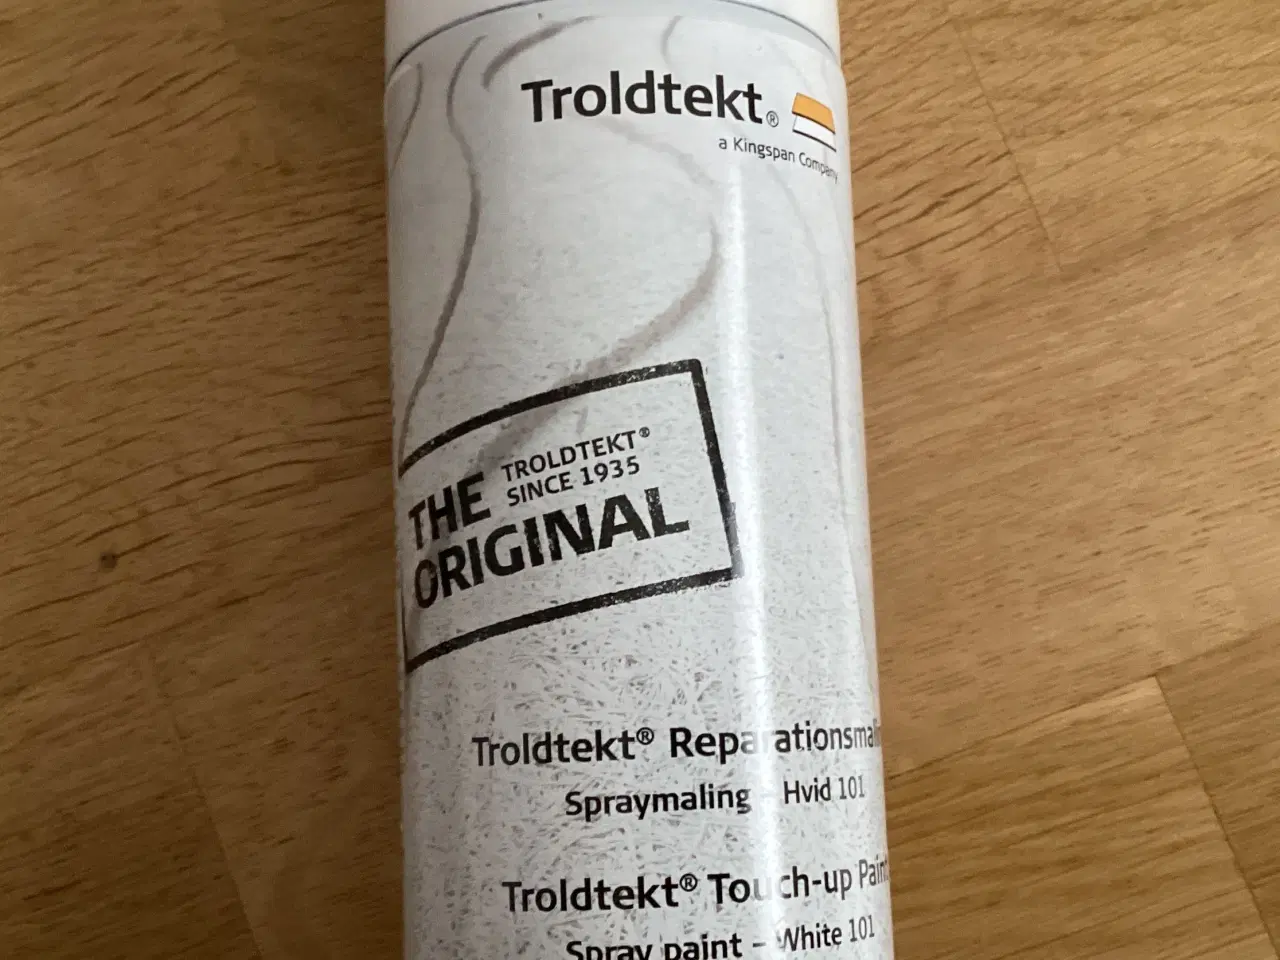 Troldtekt®
a Kingspan Company
THE TROLDTEKT®
SINCE 1935
ORIGINAL
Troldtekt® Reparationsmalin
Spraymaling - Hvid 101
Troldtekt® Touch-up Paint
Spray paint – White 101